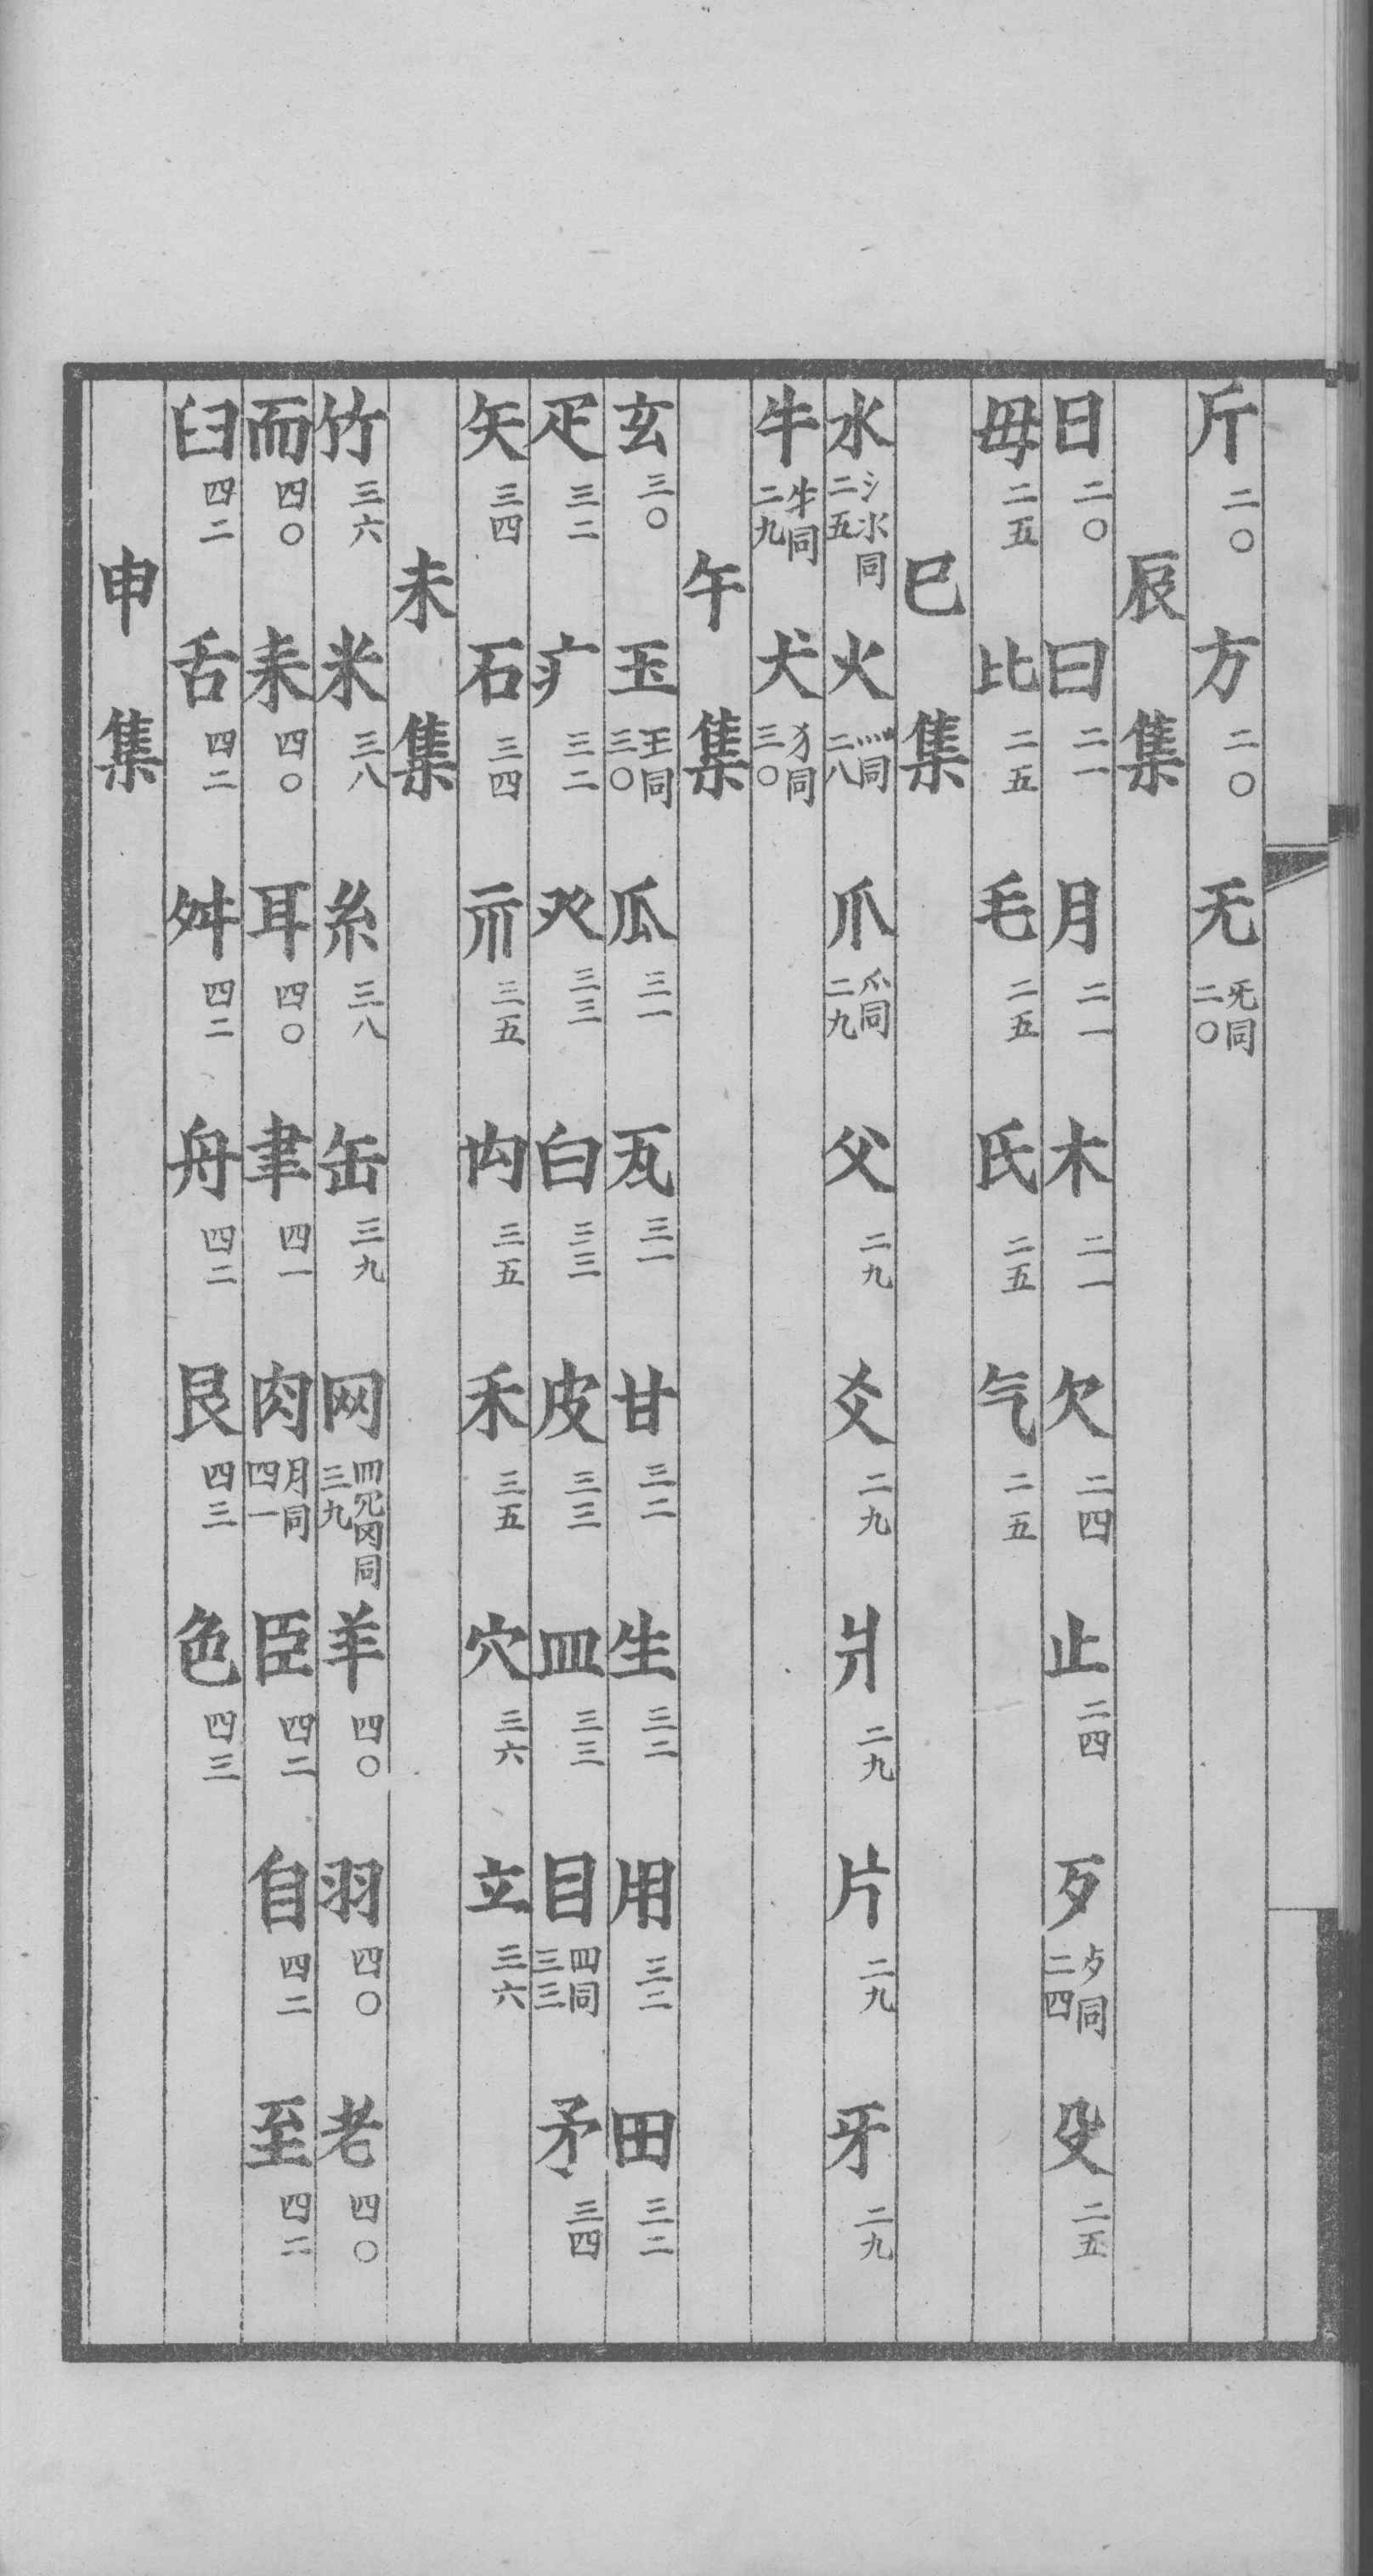 斤二〇 方二〇 无旡同二〇
辰集
日二〇 曰二一 月二一 木二一 欠二四 止二四 歹歺同二四 殳二五
毋二五 比二五 毛二五 氏二五 气二五
巳集
水氵氺同二五 火灬同二八 爪爫同二九 父二九 爻二九 爿二九 片二九 牙二九
牛牜同二九 犬犭同三〇
午集
玄三〇 玉王同三〇 瓜三一 瓦三一 甘三二 生三二 用三二 田三二
疋三二 疒三二 癶三三 白三三 皮三三 皿三三 目罒同三三 矛三四
矢三四 石三四 示三五 禸三五 禾三五 穴三六 立三六
未集
竹三六 米三八 糸三八 缶三九 网罒㓁𦉰同三九 羊四〇 羽四〇 老四〇
而四〇 耒四〇 耳四〇 聿四一 肉月同四一 臣四二 自四二 至四二
臼四二 舌四二 舛四二 舟四二 艮四三 色四三
申集